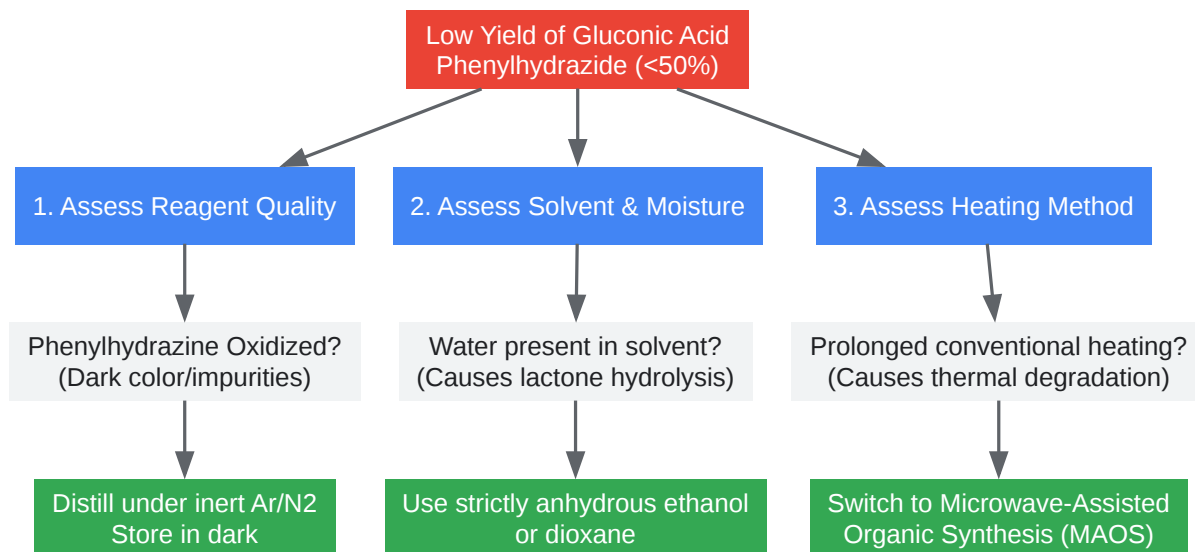 Low Yield of Gluconic Acid
Phenylhydrazide (<50%)
1. Assess Reagent Quality
2. Assess Solvent & Moisture
3. Assess Heating Method
Phenylhydrazine Oxidized?
(Dark color/impurities)
Water present in solvent?
(Causes lactone hydrolysis)
Prolonged conventional heating?
(Causes thermal degradation)
Distill under inert Ar/N2
Store in dark
Use strictly anhydrous ethanol
or dioxane
Switch to Microwave-Assisted
Organic Synthesis (MAOS)